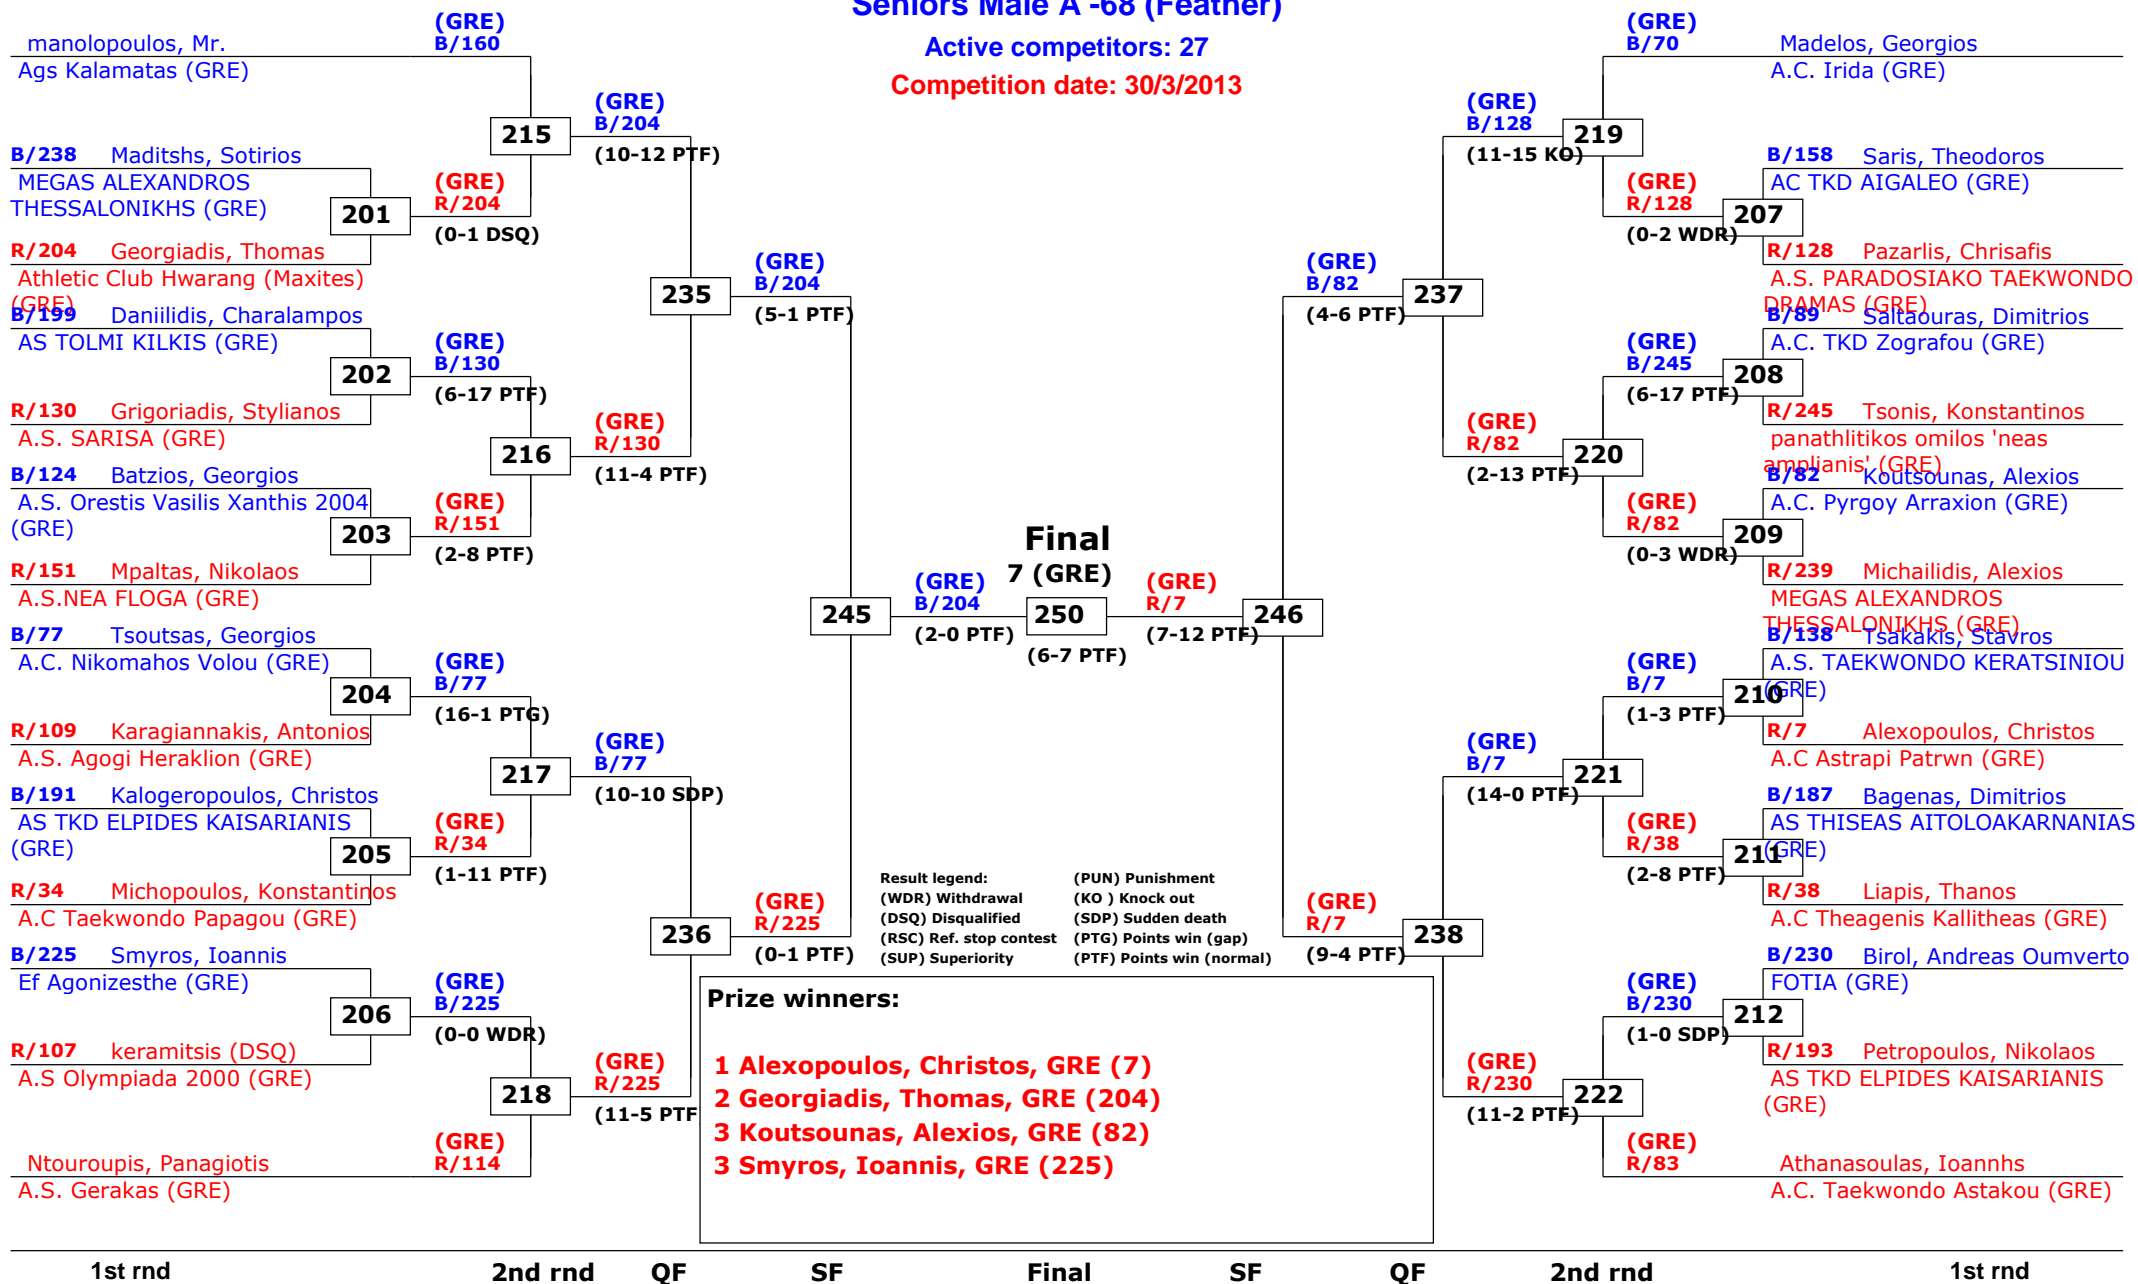 Seniors Male A -68 (Feather)
Active competitors: 27
Competition date: 30/3/2013
manolopoulos, Mr.
Ags Kalamatas (GRE)
(GRE)
B/160
215
(GRE)
B/204
(10-12 PTF)
B/238 Maditshs, Sotirios
MEGAS ALEXANDROS
THESSALONIKHS (GRE)
201
(GRE)
R/204
(0-1 DSQ)
R/204 Georgiadis, Thomas
Athletic Club Hwarang (Maxites)
(GRE)
235
(GRE)
B/204
(5-1 PTF)
B/199 Daniilidis, Charalampos
AS TOLMI KILKIS (GRE)
202
(GRE)
B/130
(6-17 PTF)
R/130 Grigoriadis, Stylianos
A.S. SARISA (GRE)
216
(GRE)
R/130
(11-4 PTF)
B/124 Batzios, Georgios
A.S. Orestis Vasilis Xanthis 2004
(GRE)
203
(GRE)
R/151
(2-8 PTF)
R/151 Mpaltas, Nikolaos
A.S.NEA FLOGA (GRE)
245
(GRE)
B/204
(2-0 PTF)
B/77 Tsoutsas, Georgios
A.C. Nikomahos Volou (GRE)
204
(GRE)
B/77
(16-1 PTG)
R/109 Karagiannakis, Antonios
A.S. Agogi Heraklion (GRE)
217
(GRE)
B/77
(10-10 SDP)
B/191 Kalogeropoulos, Christos
AS TKD ELPIDES KAISARIANIS
(GRE)
205
(GRE)
R/34
(1-11 PTF)
R/34 Michopoulos, Konstantinos
A.C Taekwondo Papagou (GRE)
236
(GRE)
R/225
(0-1 PTF)
B/225 Smyros, Ioannis
Ef Agonizesthe (GRE)
206
(GRE)
B/225
(0-0 WDR)
R/107 keramitsis (DSQ)
A.S Olympiada 2000 (GRE)
218
(GRE)
R/225
(11-5 PTF
Ntouroupis, Panagiotis
A.S. Gerakas (GRE)
(GRE)
R/114
Final
7 (GRE)
250
(6-7 PTF)
(GRE)
R/7
(7-12 PTF)
246
(GRE)
B/70
Madelos, Georgios
A.C. Irida (GRE)
(GRE)
B/128
(11-15 KO)
219
B/158 Saris, Theodoros
AC TKD AIGALEO (GRE)
(GRE)
R/128
(0-2 WDR)
207
R/128 Pazarlis, Chrisafis
A.S. PARADOSIAKO TAEKWONDO
DRAMAS (GRE)
(GRE)
B/82
(4-6 PTF)
237
B/89 Saltaouras, Dimitrios
A.C. TKD Zografou (GRE)
(GRE)
B/245
(6-17 PTF)
208
R/245 Tsonis, Konstantinos
panathlitikos omilos 'neas
amplianis' (GRE)
(GRE)
R/82
(2-13 PTF)
220
B/82 Koutsounas, Alexios
A.C. Pyrgoy Arraxion (GRE)
(GRE)
R/82
(0-3 WDR)
209
R/239 Michailidis, Alexios
MEGAS ALEXANDROS
THESSALONIKHS (GRE)
B/138 Tsakakis, Stavros
A.S. TAEKWONDO KERATSINIOU
(GRE)
(GRE)
B/7
(1-3 PTF)
210
R/7 Alexopoulos, Christos
A.C Astrapi Patrwn (GRE)
(GRE)
B/7
(14-0 PTF)
221
B/187 Bagenas, Dimitrios
AS THISEAS AITOLOAKARNANIAS
(GRE)
(GRE)
R/38
(2-8 PTF)
211
R/38 Liapis, Thanos
A.C Theagenis Kallitheas (GRE)
(GRE)
R/7
(9-4 PTF)
238
B/230 Birol, Andreas Oumverto
FOTIA (GRE)
(GRE)
B/230
(1-0 SDP)
212
R/193 Petropoulos, Nikolaos
AS TKD ELPIDES KAISARIANIS
(GRE)
(GRE)
R/230
(11-2 PTF)
222
(GRE)
R/83
Athanasoulas, Ioannhs
A.C. Taekwondo Astakou (GRE)
Result legend: (PUN) Punishment
(WDR) Withdrawal (KO ) Knock out
(DSQ) Disqualified (SDP) Sudden death
(RSC) Ref. stop contest (PTG) Points win (gap)
(SUP) Superiority (PTF) Points win (normal)
Prize winners:
1 Alexopoulos, Christos, GRE (7)
2 Georgiadis, Thomas, GRE (204)
3 Koutsounas, Alexios, GRE (82)
3 Smyros, Ioannis, GRE (225)
1st rnd 2nd rnd QF SF Final SF QF 2nd rnd 1st rnd